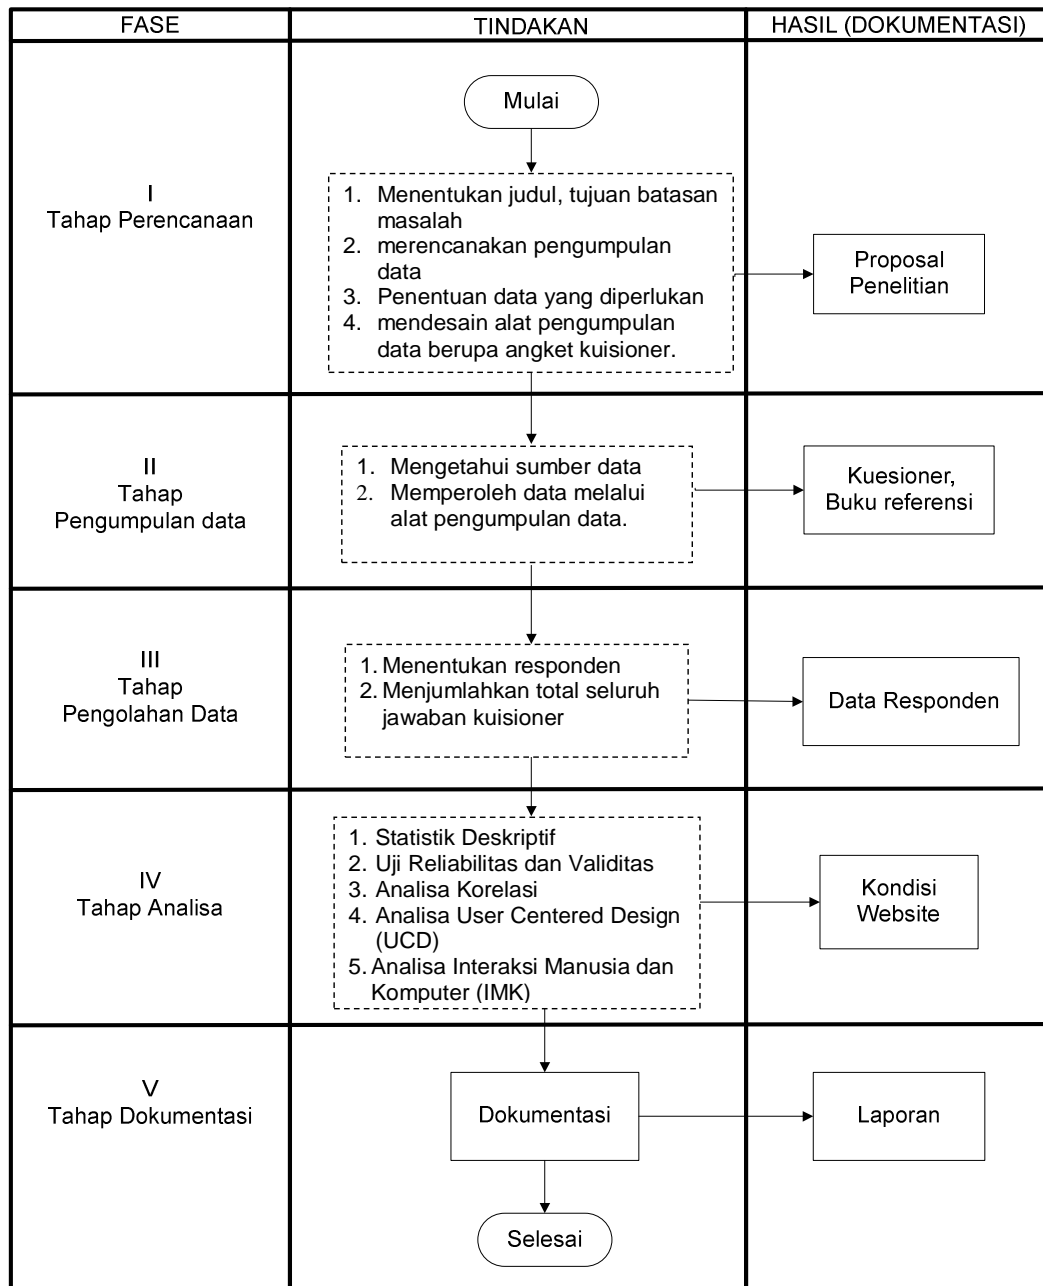 FASE
TINDAKAN
HASIL (DOKUMENTASI)
I
Tahap Perencanaan
Mulai
1. Menentukan judul, tujuan batasan
masalah
2. merencanakan pengumpulan
data
3. Penentuan data yang diperlukan
4. mendesain alat pengumpulan
data berupa angket kuisioner.
Proposal
Penelitian
II
Tahap
Pengumpulan data
1. Mengetahui sumber data
2. Memperoleh data melalui
alat pengumpulan data.
Kuesioner,
Buku referensi
III
Tahap
Pengolahan Data
1. Menentukan responden
2. Menjumlahkan total seluruh
jawaban kuisioner
Data Responden
IV
Tahap Analisa
1. Statistik Deskriptif
2. Uji Reliabilitas dan Validitas
3. Analisa Korelasi
4. Analisa User Centered Design
(UCD)
5. Analisa Interaksi Manusia dan
Komputer (IMK)
Kondisi
Website
V
Tahap Dokumentasi
Dokumentasi
Laporan
Selesai